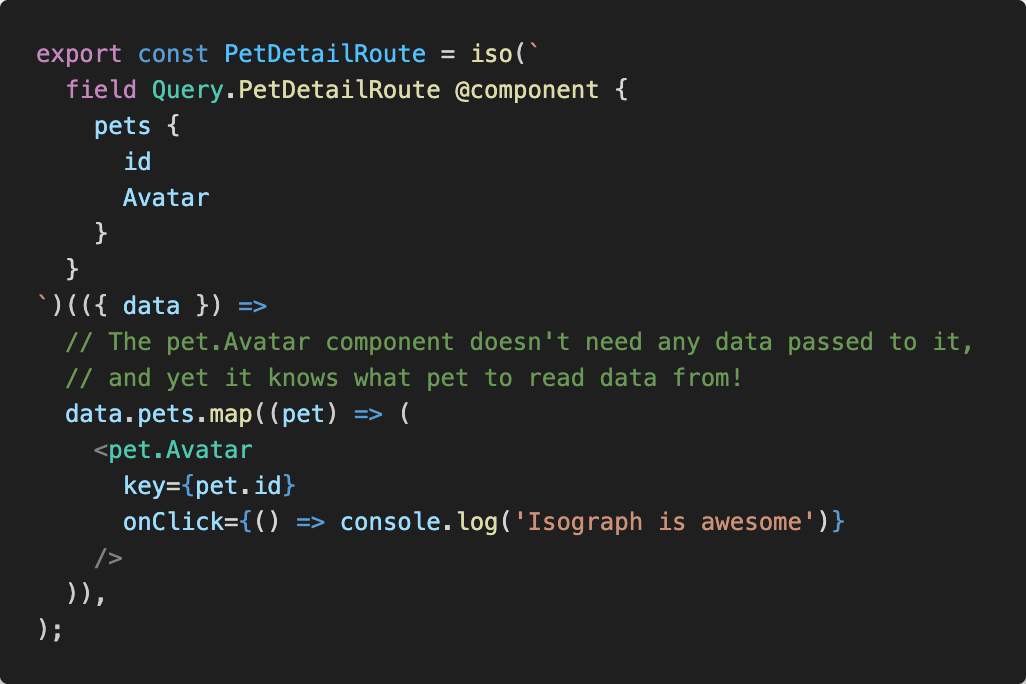 export const PetDetailRoute = iso(`
  field Query.PetDetailRoute @component {
    pets {
      id
      Avatar
    }
  }
`)(({ data }) =>
  // The pet.Avatar component doesn't need any data passed to it,
  // and yet it knows what pet to read data from!
  data.pets.map((pet) => (
    <pet.Avatar
      key={pet.id}
      onClick={() => console.log('Isograph is awesome')}
    />
  )),
);